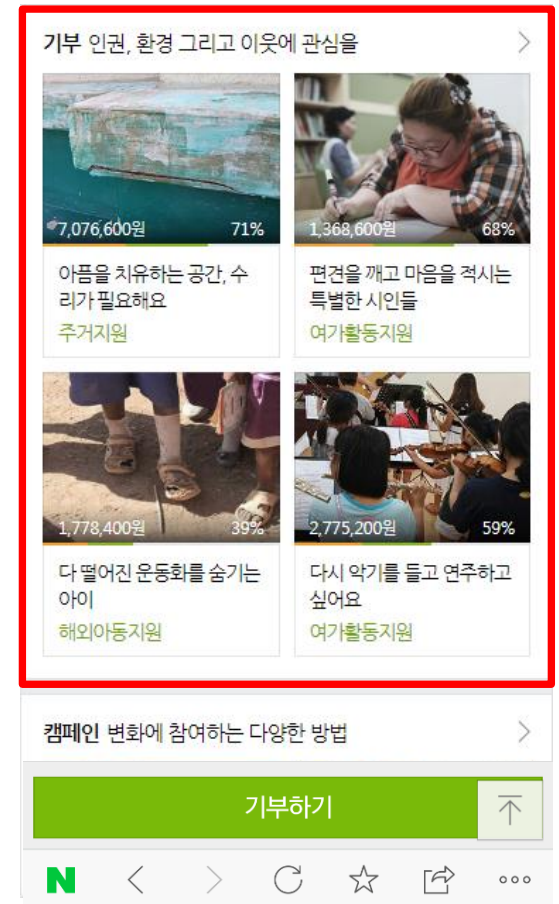 기부 인권, 환경 그리고 이웃에 관심을
7,076,600원 71%
아픔을 치유하는 공간, 수
리가 필요해요
주거지원
1,368,600원 68%
편견을 깨고 마음을 적시는
특별한 시인들
여가활동지원
1,778,400원 39%
다 떨어진 운동화를 숨기는
아이
해외아동지원
2,775,200원 59%
다시 악기를 들고 연주하고
싶어요
여가활동지원
캠페인 변화에 참여하는 다양한 방법
기부하기
N